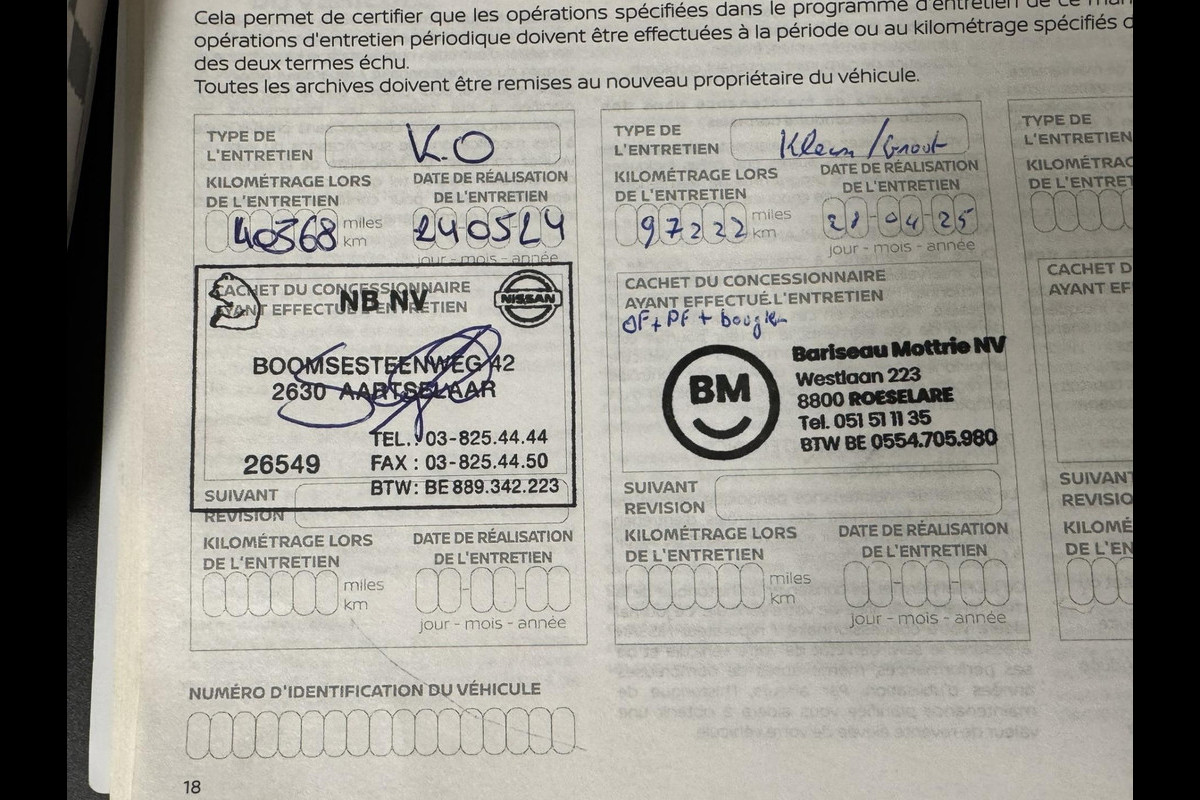 Cela permet de certifier que les opérations spécifiées dans le programme d'entretien de ce
opérations d'entretien périodique doivent être effectuées à la période ou au kilométrage spécifiés
des deux termes échu.
Toutes les archives doivent être remises au nouveau propriétaire du véhicule.
TYPE DE
L'ENTRETIEN
K.O
KILOMÉTRAGE LORS
DE L'ENTRETIEN
40368
miles
km
DATE DE RÉALISATION
DE L'ENTRETIEN
240524
jour - mois - année
CACHET DU CONCESSIONNAIRE
AYANT EFFECTUÉ L'ENTRETIEN
NB NV
NISSAN
BOOMSESTEENWEG 42
2630 AARTSELAAR
TEL. : 03-825.44.44
26549
FAX : 03-825.44.50
BTW : BE 889.342.223
SUIVANT
REVISION
KILOMÉTRAGE LORS
DE L'ENTRETIEN
miles
km
DATE DE RÉALISATION
DE L'ENTRETIEN
jour - mois - année
TYPE DE
L'ENTRETIEN
Klein/Groot
KILOMÉTRAGE LORS
DE L'ENTRETIEN
97222
miles
km
DATE DE RÉALISATION
DE L'ENTRETIEN
28-04-25
jour - mois - année
CACHET DU CONCESSIONNAIRE
AYANT EFFECTUÉ L'ENTRETIEN
OF + PF + bougien
BM
Bariseau Mottrie NV
Westlaan 223
8800 ROESELARE
Tel. 051 51 11 35
BTW BE 0554.705.980
SUIVANT
REVISION
KILOMÉTRAGE LORS
DE L'ENTRETIEN
miles
km
DATE DE RÉALISATION
DE L'ENTRETIEN
jour - mois - année
TYPE DE
L'ENTRETIEN
KILOMÉTRAG
DE L'ENTRET
CACHET D
AYANT EF
SUIVANT
REVISIO
KILOMÉ
DE L'EN
NUMÉRO D'IDENTIFICATION DU VÉHICULE
18